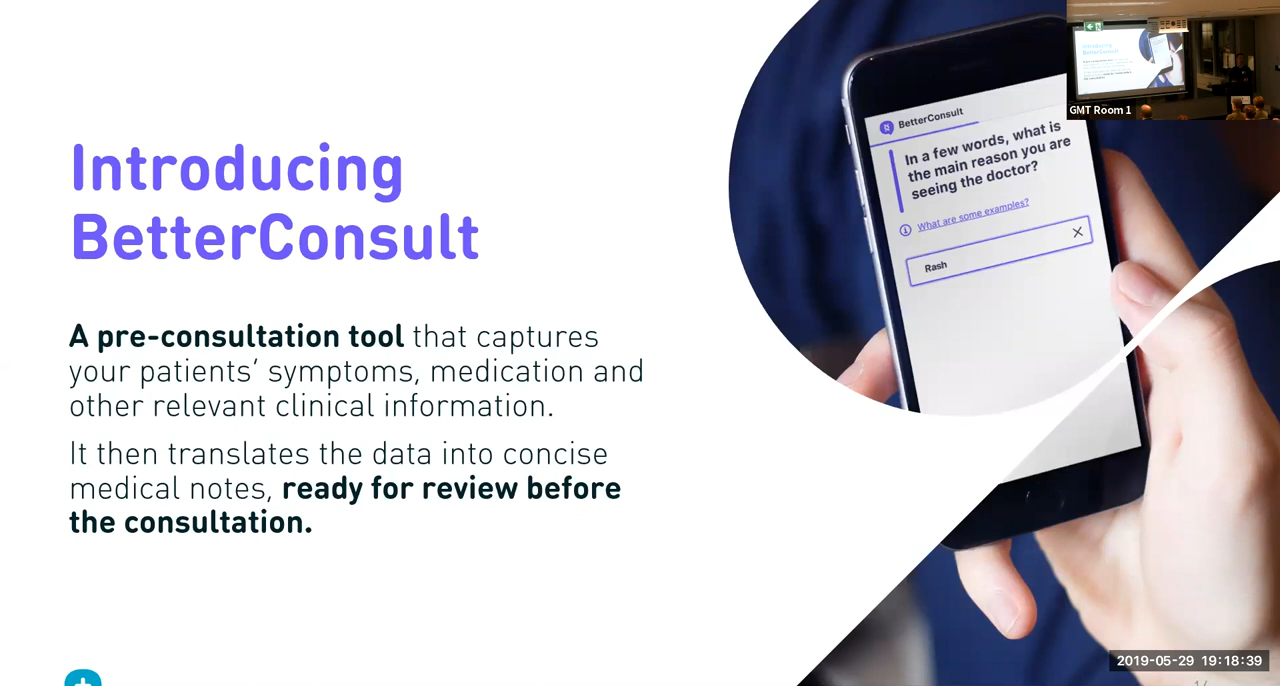 Introducing
BetterConsult
A pre-consultation tool that captures
your patients’ symptoms, medication and
other relevant clinical information.
It then translates the data into concise
medical notes, ready for review before
the consultation.
BetterConsult
In a few words, what is
the main reason you are
seeing the doctor?
What are some examples?
Rash
GMT Room 1
Introducing
BetterConsult
2019-05-29 19:18:39